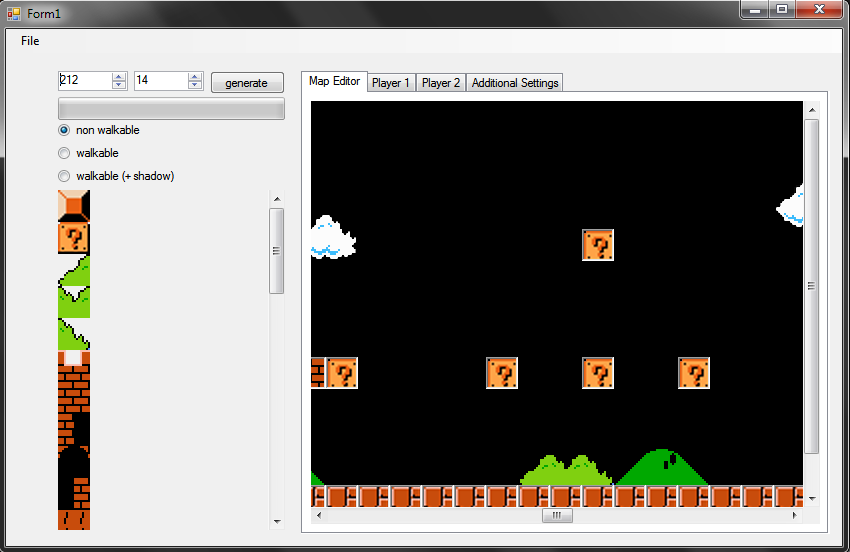 Form1
File
212 14 generate
Map Editor Player 1 Player 2 Additional Settings
non walkable
walkable
walkable (+ shadow)
?
?
? ? ? ?